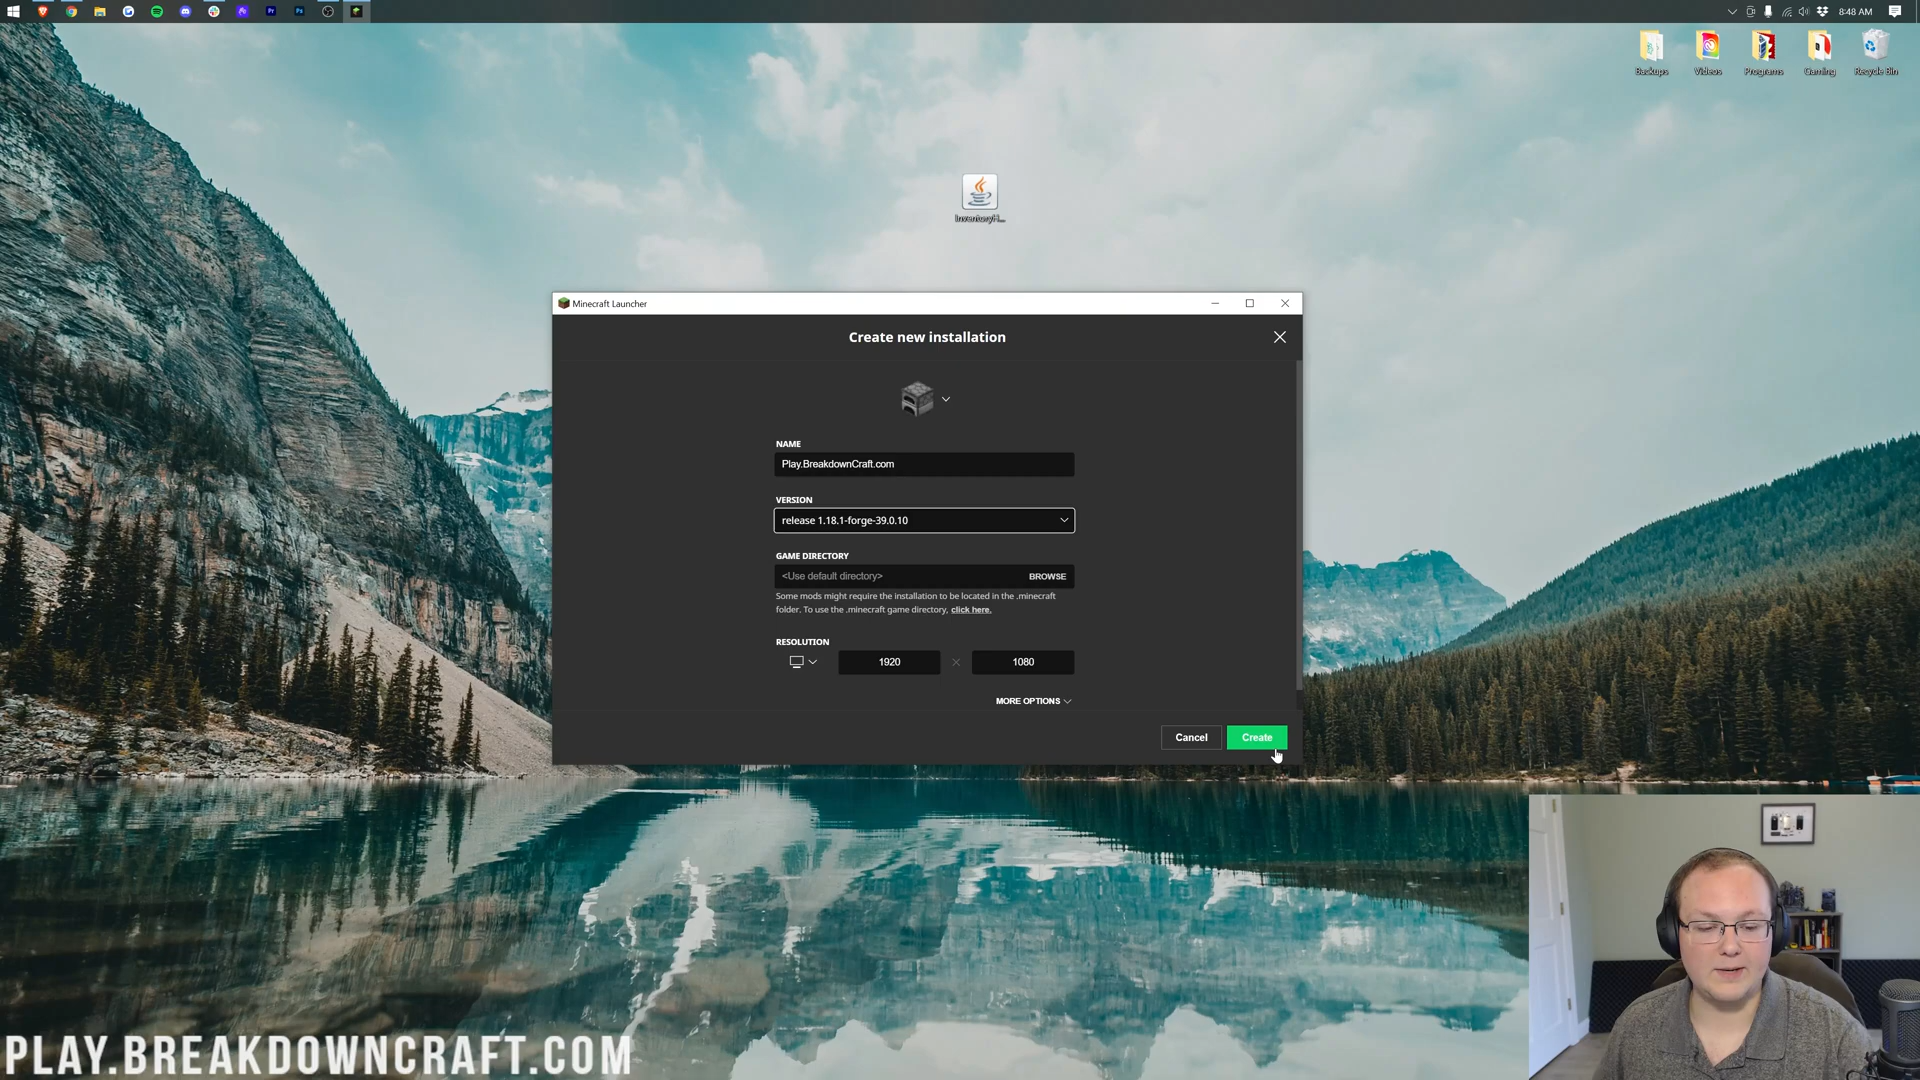 8:48 AM
Backups
Videos
Programs
Gaming
Recycle Bin
InventoryH...
Minecraft Launcher
Create new installation
NAME
Play.BreakdownCraft.com
VERSION
release 1.18.1-forge-39.0.10
GAME DIRECTORY
<Use default directory>
BROWSE
Some mods might require the installation to be located in the .minecraft
folder. To use the .minecraft game directory, click here.
RESOLUTION
1920
1080
MORE OPTIONS
Cancel
Create
PLAY.BREAKDOWNCRAFT.COM